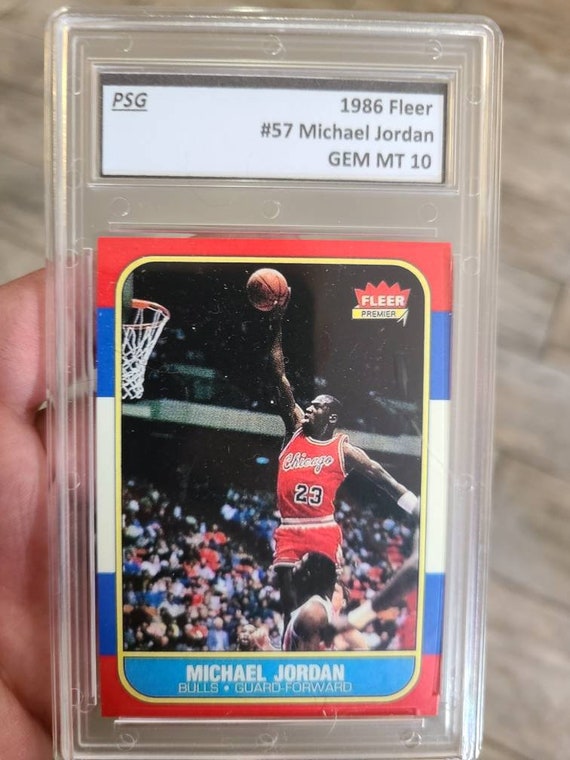 PSG
1986 Fleer
#57 Michael Jordan
GEM MT 10
FLEER
PREMIER
Chicago
23
MICHAEL JORDAN
BULLS • GUARD-FORWARD